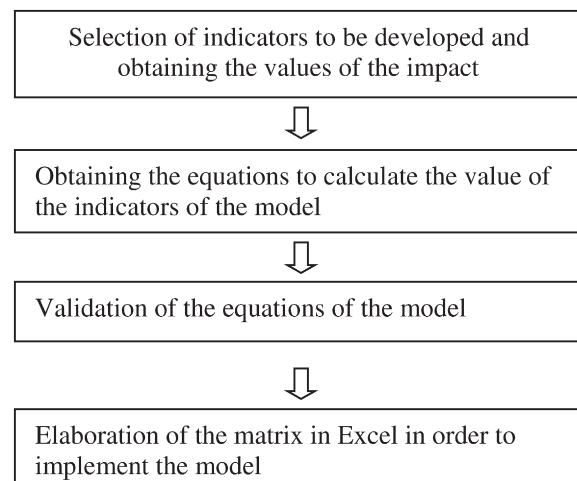 Selection of indicators to be developed and
obtaining the values of the impact
Obtaining the equations to calculate the value of
the indicators of the model
Validation of the equations of the model
Elaboration of the matrix in Excel in order to
implement the model